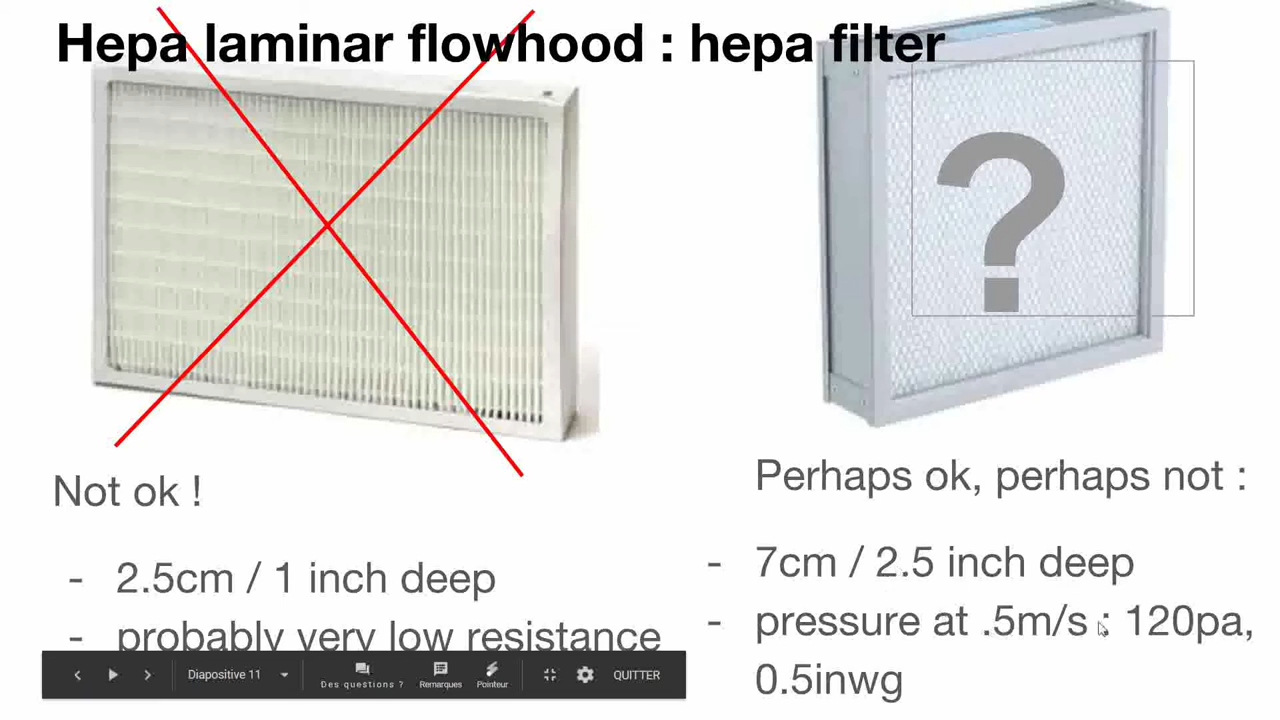 Hepa laminar flowhood : hepa filter
?
Not ok !
- 2.5cm / 1 inch deep
- probably very low resistance
Perhaps ok, perhaps not :
- 7cm / 2.5 inch deep
- pressure at .5m/s : 120pa,
0.5inwg
Diapositive 11
Des questions ?
Remarques
Pointeur
QUITTER